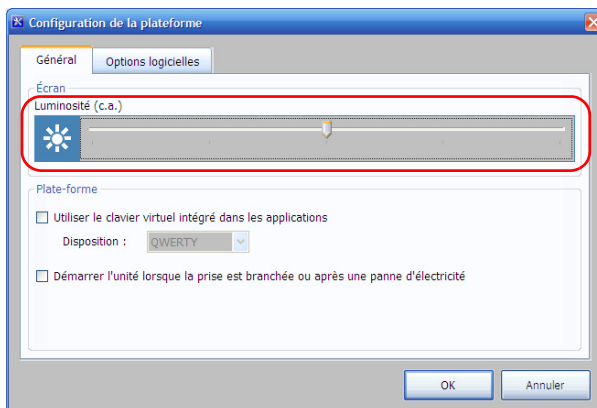 Configuration de la plateforme
Général
Options logicielles
Écran
Luminosité (c.a.)
Plate-forme
Utiliser le clavier virtuel intégré dans les applications
Disposition :
QWERTY
Démarrer l'unité lorsque la prise est branchée ou après une panne d'électricité
OK
Annuler